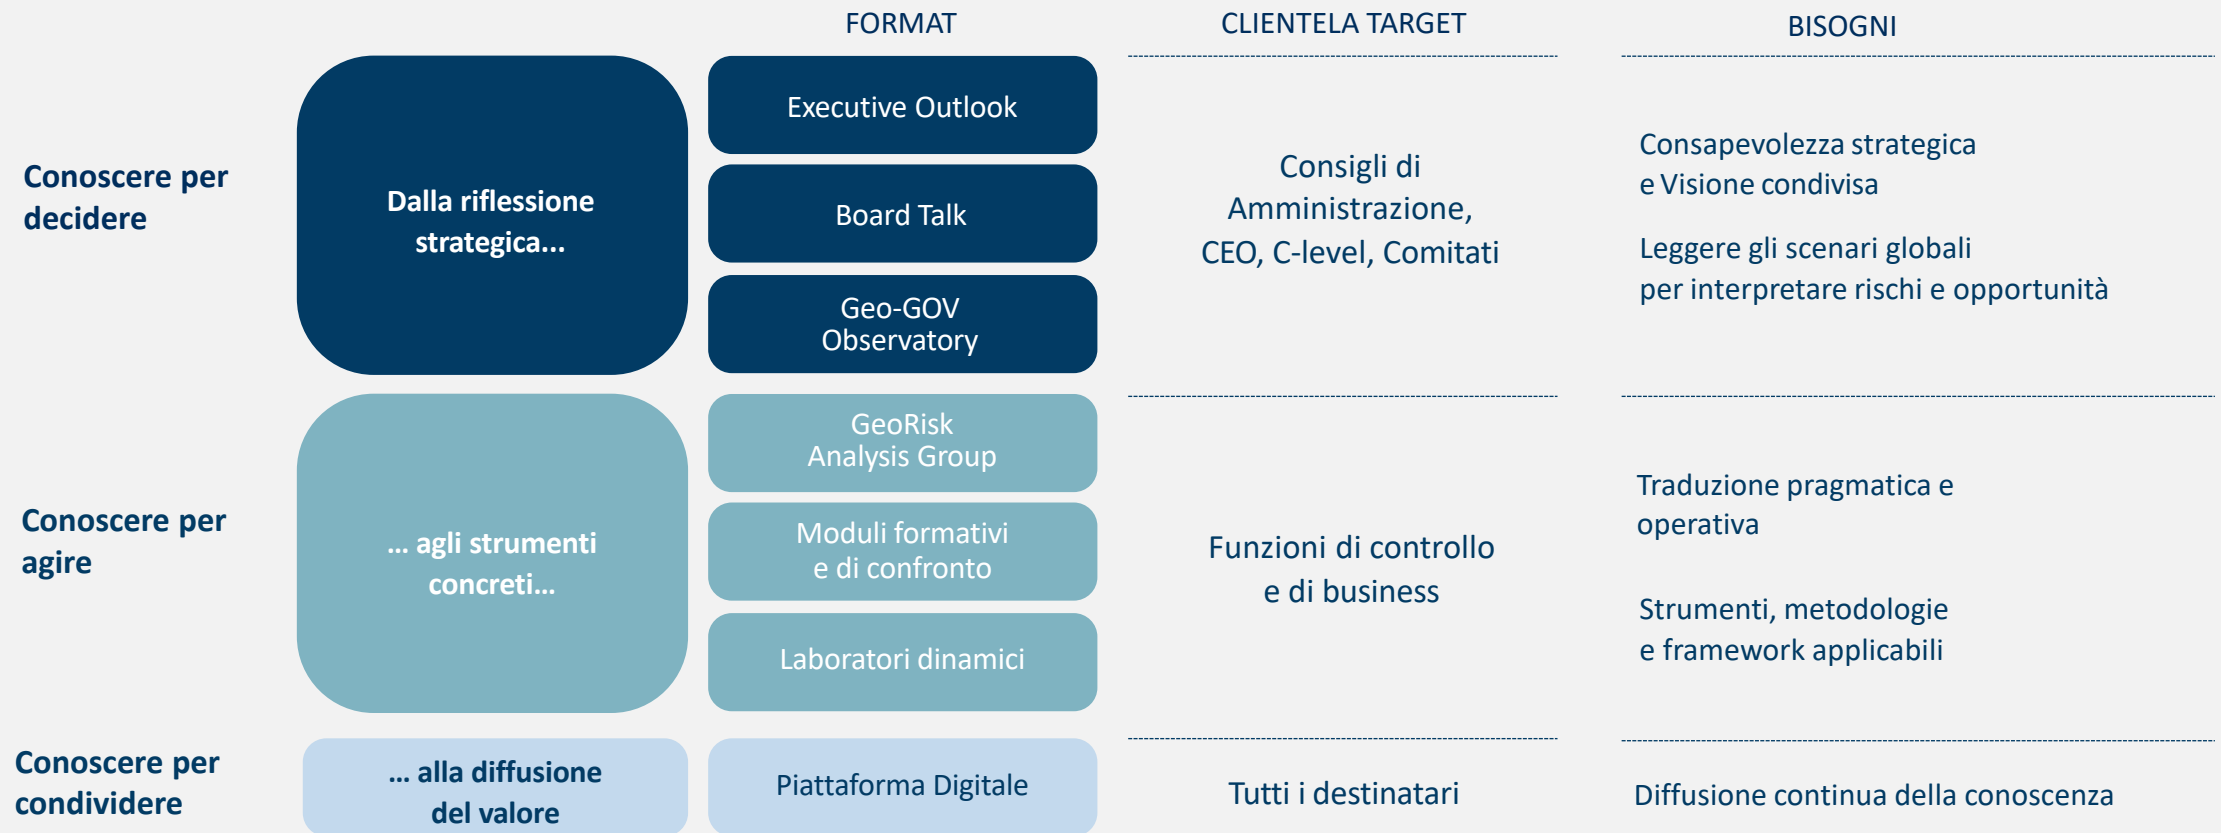 FORMAT
CLIENTELA TARGET
BISOGNI
Conoscere per
decidere
Dalla riflessione
strategica...
Executive Outlook
Board Talk
Geo-GOV
Observatory
Consigli di
Amministrazione,
CEO, C-level, Comitati
Consapevolezza strategica
e Visione condivisa
Leggere gli scenari globali
per interpretare rischi e opportunità
Conoscere per
agire
... agli strumenti
concreti...
GeoRisk
Analysis Group
Moduli formativi
e di confronto
Laboratori dinamici
Funzioni di controllo
e di business
Traduzione pragmatica e
operativa
Strumenti, metodologie
e framework applicabili
Conoscere per
condividere
... alla diffusione
del valore
Piattaforma Digitale
Tutti i destinatari
Diffusione continua della conoscenza